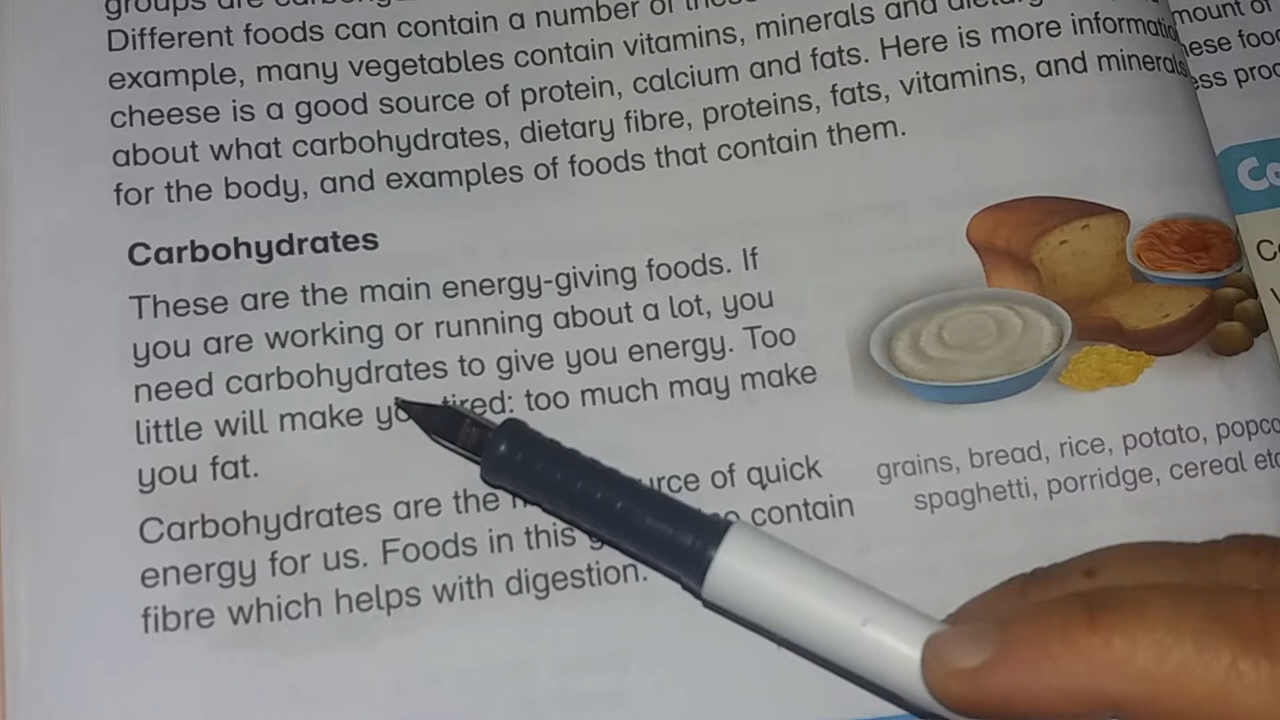 groups are
Different foods can contain a number of
example, many vegetables contain vitamins, minerals and
cheese is a good source of protein, calcium and fats. Here is more
about what carbohydrates, dietary fibre, proteins, fats, vitamins, and minerals
for the body, and examples of foods that contain them.
Carbohydrates
These are the main energy-giving foods. If
you are working or running about a lot, you
need carbohydrates to give you energy. Too
little will make tired: too much may make
you fat.
Carbohydrates are the of quick
energy for us. Foods in this contain
fibre which helps with digestion.
grains, bread, rice, potato,
spaghetti, porridge, cereal